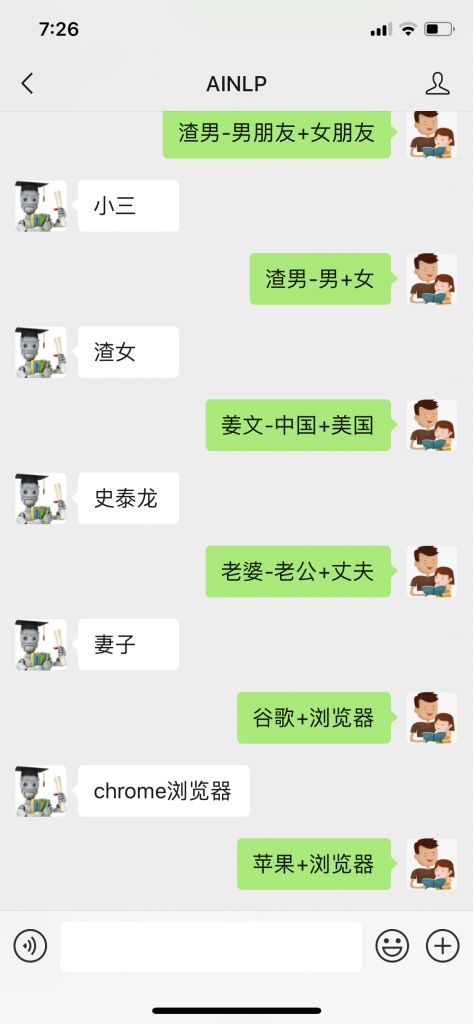 7:26
AINLP
渣男-男朋友+女朋友
小三
渣男-男+女
渣女
姜文-中国+美国
史泰龙
老婆-老公+丈夫
妻子
谷歌+浏览器
chrome浏览器
苹果+浏览器